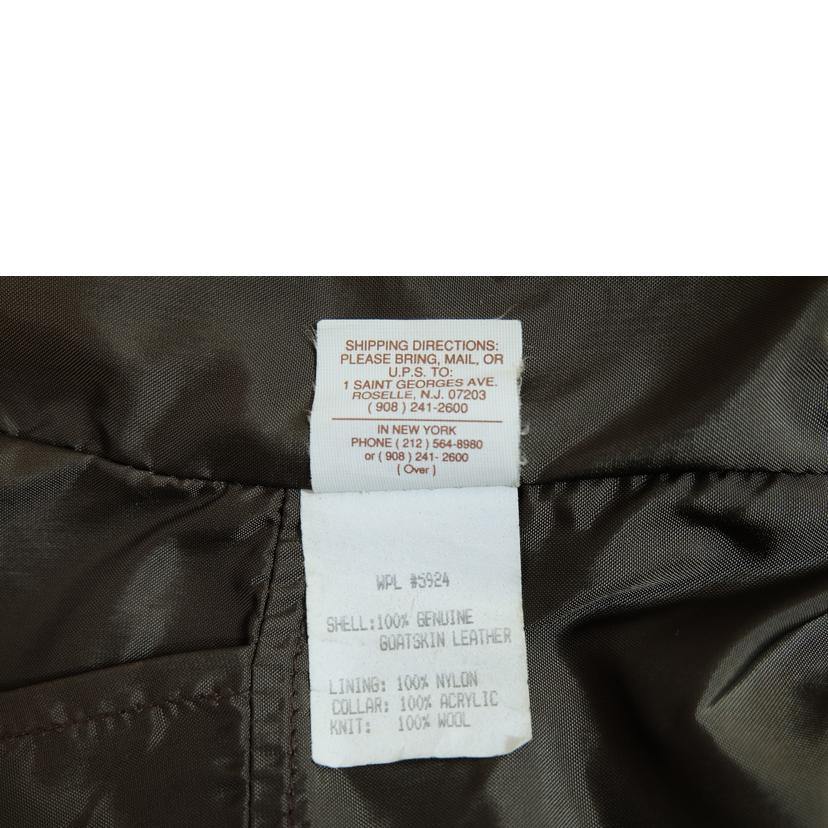 SHIPPING DIRECTIONS:
PLEASE BRING, MAIL, OR
U.P.S. TO:
1 SAINT GEORGES AVE.
ROSELLE, N.J. 07203
( 908 ) 241-2600
IN NEW YORK
PHONE ( 212 ) 564-8980
or ( 908 ) 241- 2600
( Over )
WPL #5924
SHELL:100% GENUINE
GOATSKIN LEATHER
LINING: 100% NYLON
COLLAR: 100% ACRYLIC
KNIT: 100% WOOL